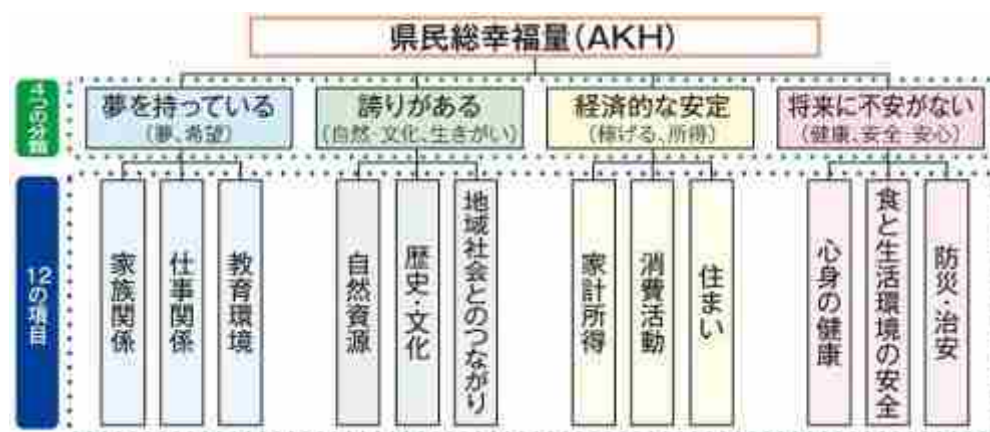 県民総幸福量(AKH)
4つの分類
夢を持っている
(夢、希望)
誇りがある
(自然・文化、生きがい)
経済的な安定
(稼げる、所得)
将来に不安がない
(健康、安全・安心)
12の項目
家族関係
仕事関係
教育環境
自然資源
歴史・文化
地域社会とのつながり
家計所得
消費活動
住まい
心身の健康
食と生活環境の安全
防災・治安